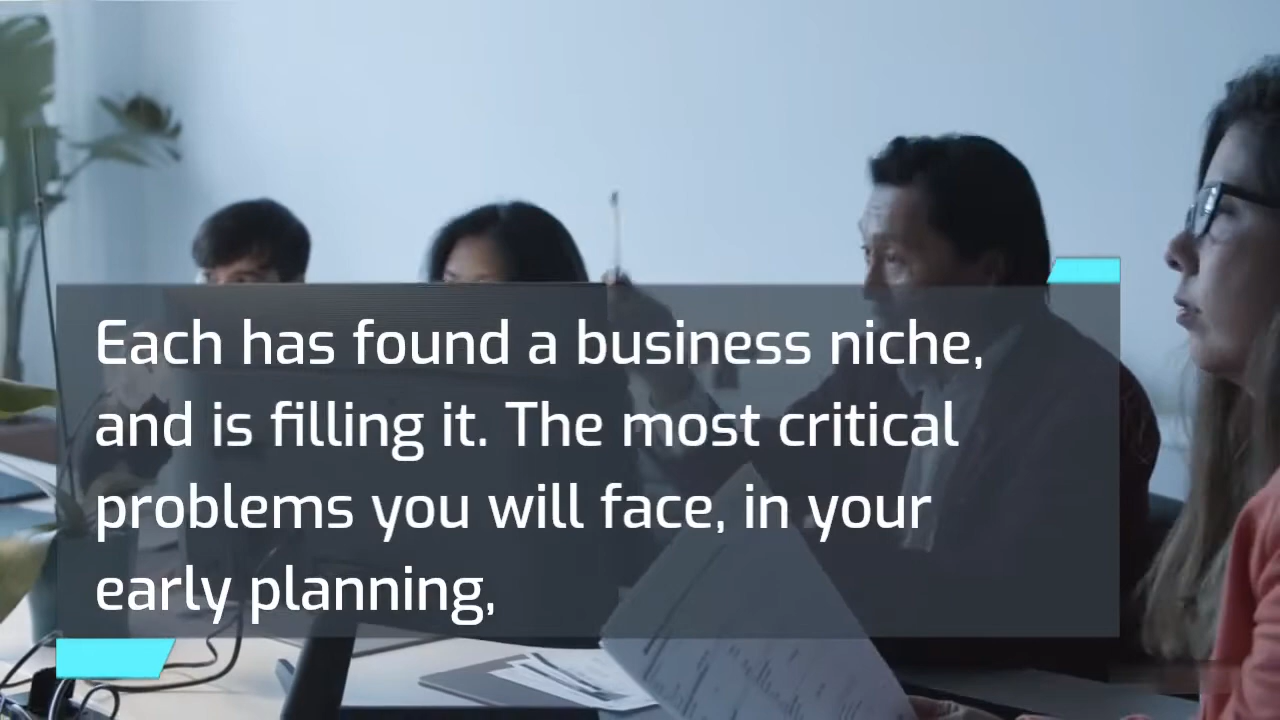 Each has found a business niche,
and is filling it. The most critical
problems you will face, in your
early planning,